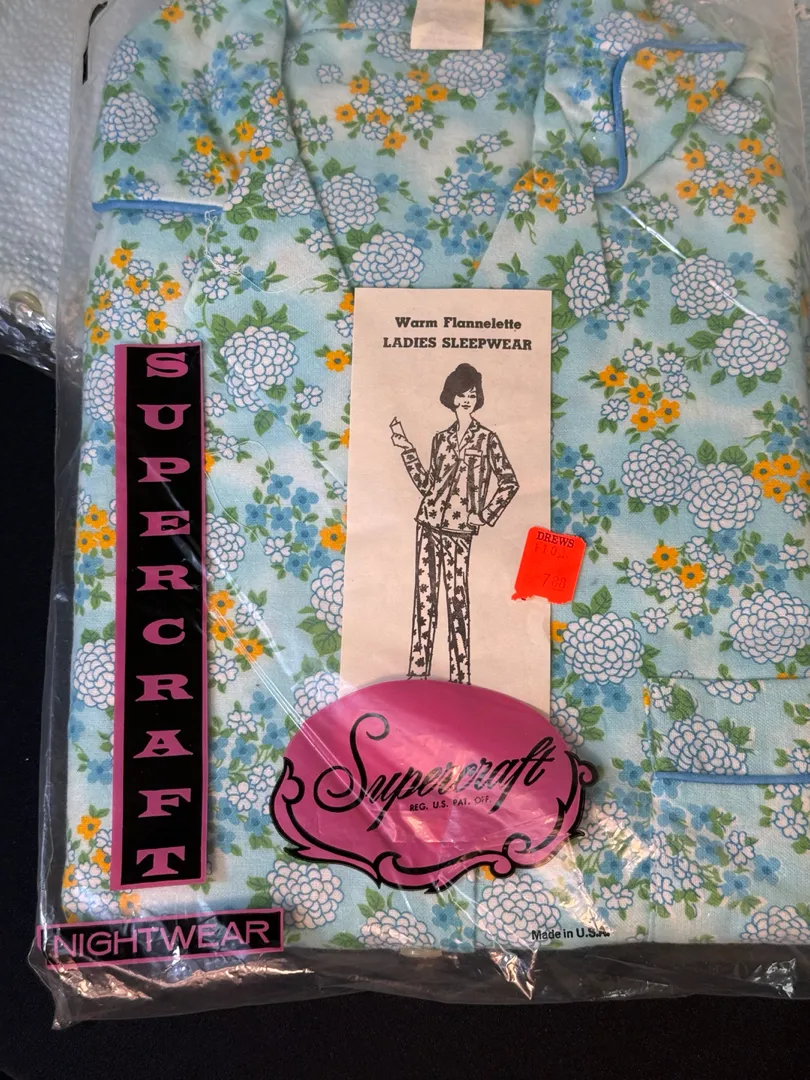 Warm Flannelette
LADIES SLEEPWEAR
SUPERCRAFT
DREWS
Supercraft
REG. U.S. PAT. OFF.
NIGHTWEAR
Made in U.S.A.